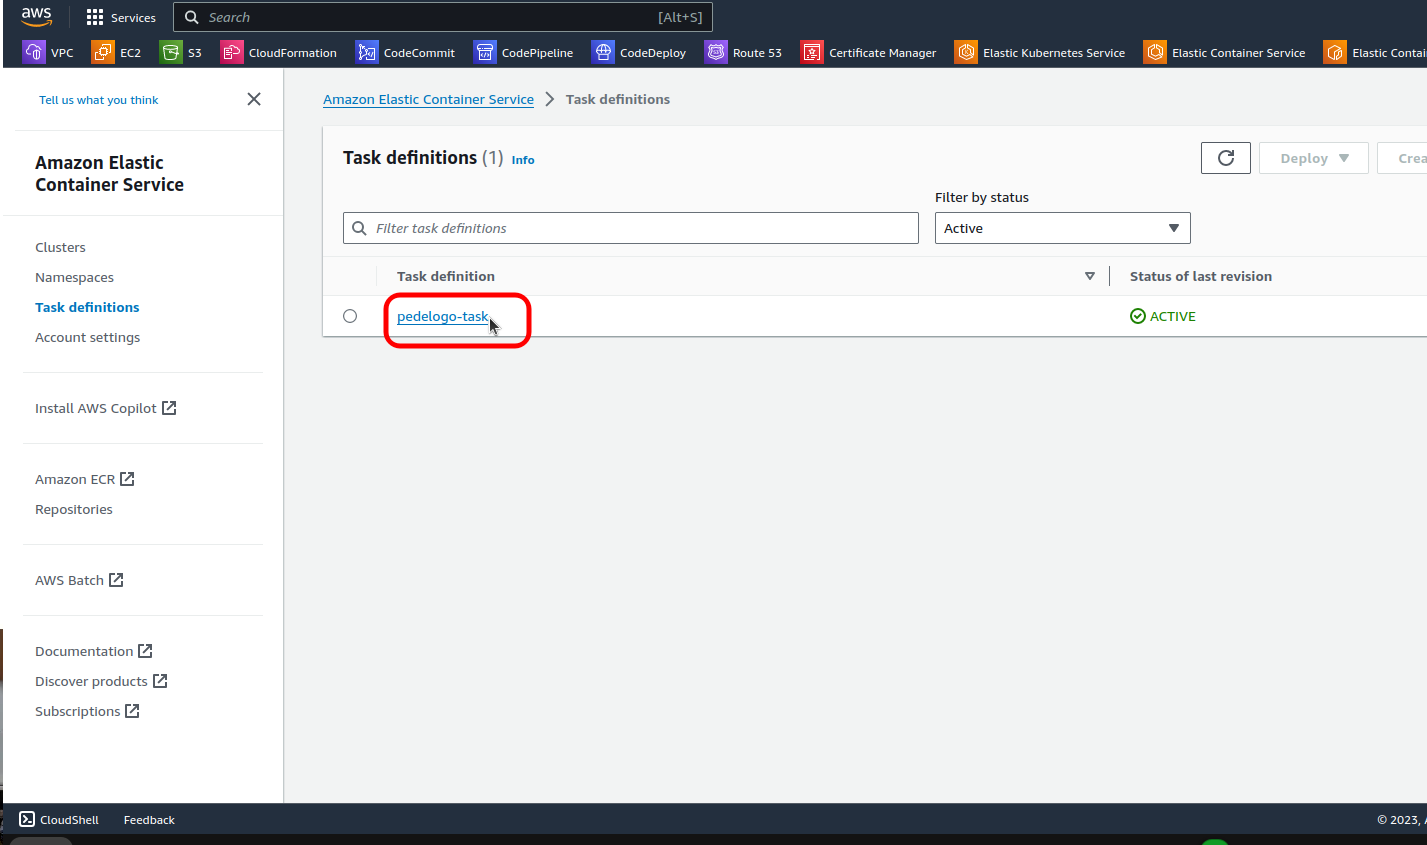 aws Services Search [Alt+S]
VPC EC2 S3 CloudFormation CodeCommit CodePipeline CodeDeploy Route 53 Certificate Manager Elastic Kubernetes Service Elastic Container Service Elastic Contai
Tell us what you think
Amazon Elastic
Container Service
Clusters
Namespaces
Task definitions
Account settings
Install AWS Copilot
Amazon ECR
Repositories
AWS Batch
Documentation
Discover products
Subscriptions
Amazon Elastic Container Service > Task definitions
Task definitions (1) Info
Deploy Crea
Filter by status
Filter task definitions Active
Task definition Status of last revision
pedelogo-task ACTIVE
CloudShell Feedback © 2023, A